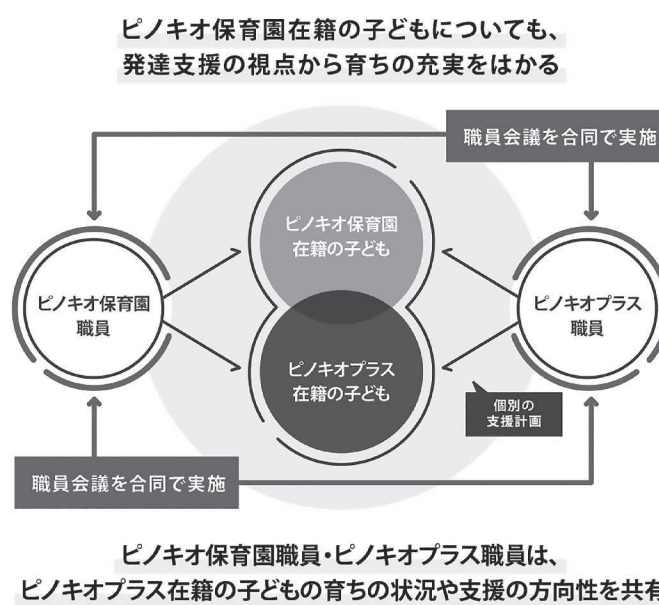 ピノキオ保育園在籍の子どもについても、
発達支援の視点から育ちの充実をはかる
職員会議を合同で実施
ピノキオ保育園
在籍の子ども
ピノキオ保育園
職員
ピノキオプラス
職員
ピノキオプラス
在籍の子ども
個別の
支援計画
職員会議を合同で実施
ピノキオ保育園職員・ピノキオプラス職員は、
ピノキオプラス在籍の子どもの育ちの状況や支援の方向性を共有